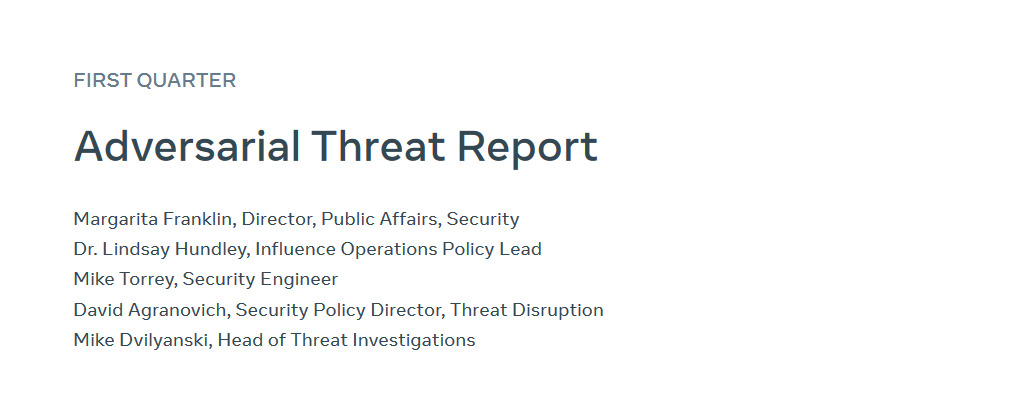 FIRST QUARTER
Adversarial Threat Report
Margarita Franklin, Director, Public Affairs, Security
Dr. Lindsay Hundley, Influence Operations Policy Lead
Mike Torrey, Security Engineer
David Agranovich, Security Policy Director, Threat Disruption
Mike Dvilyanski, Head of Threat Investigations